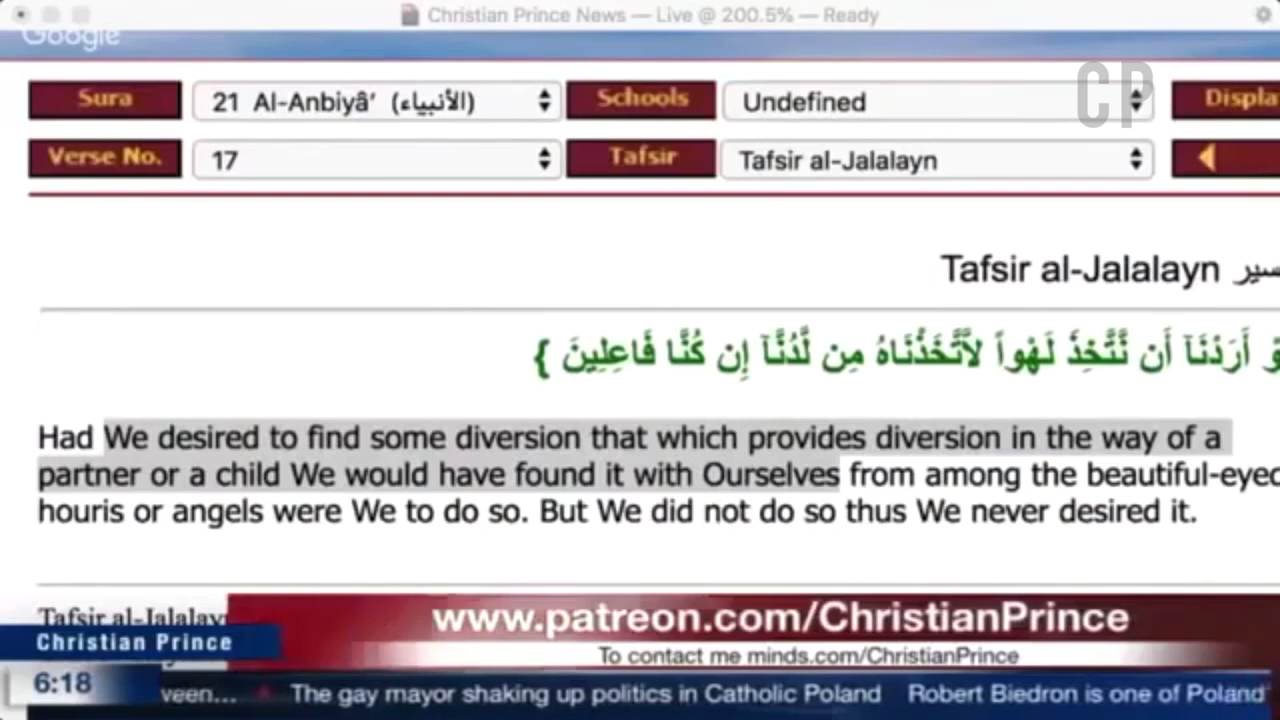 Christian Prince News — Live @ 200.5% — Ready
Google
CP
Sura 21 Al-Anbiyâ' (الأنبياء) Schools Undefined
Verse No. 17 Tafsir Tafsir al-Jalalayn
Tafsir al-Jalalayn
أَرَدْنَآ أَن نَّتَّخِذَ لَهْواً لاَّتَّخَذْنَاهُ مِن لَّدُنَّآ إِن كُنَّا فَاعِلِينَ }
Had We desired to find some diversion that which provides diversion in the way of a
partner or a child We would have found it with Ourselves from among the beautiful-eyed
houris or angels were We to do so. But We did not do so thus We never desired it.
Tafsir al-Jalalayn
www.patreon.com/ChristianPrince
Christian Prince
To contact me minds.com/ChristianPrince
6:18 ween... The gay mayor shaking up politics in Catholic Poland Robert Biedron is one of Poland